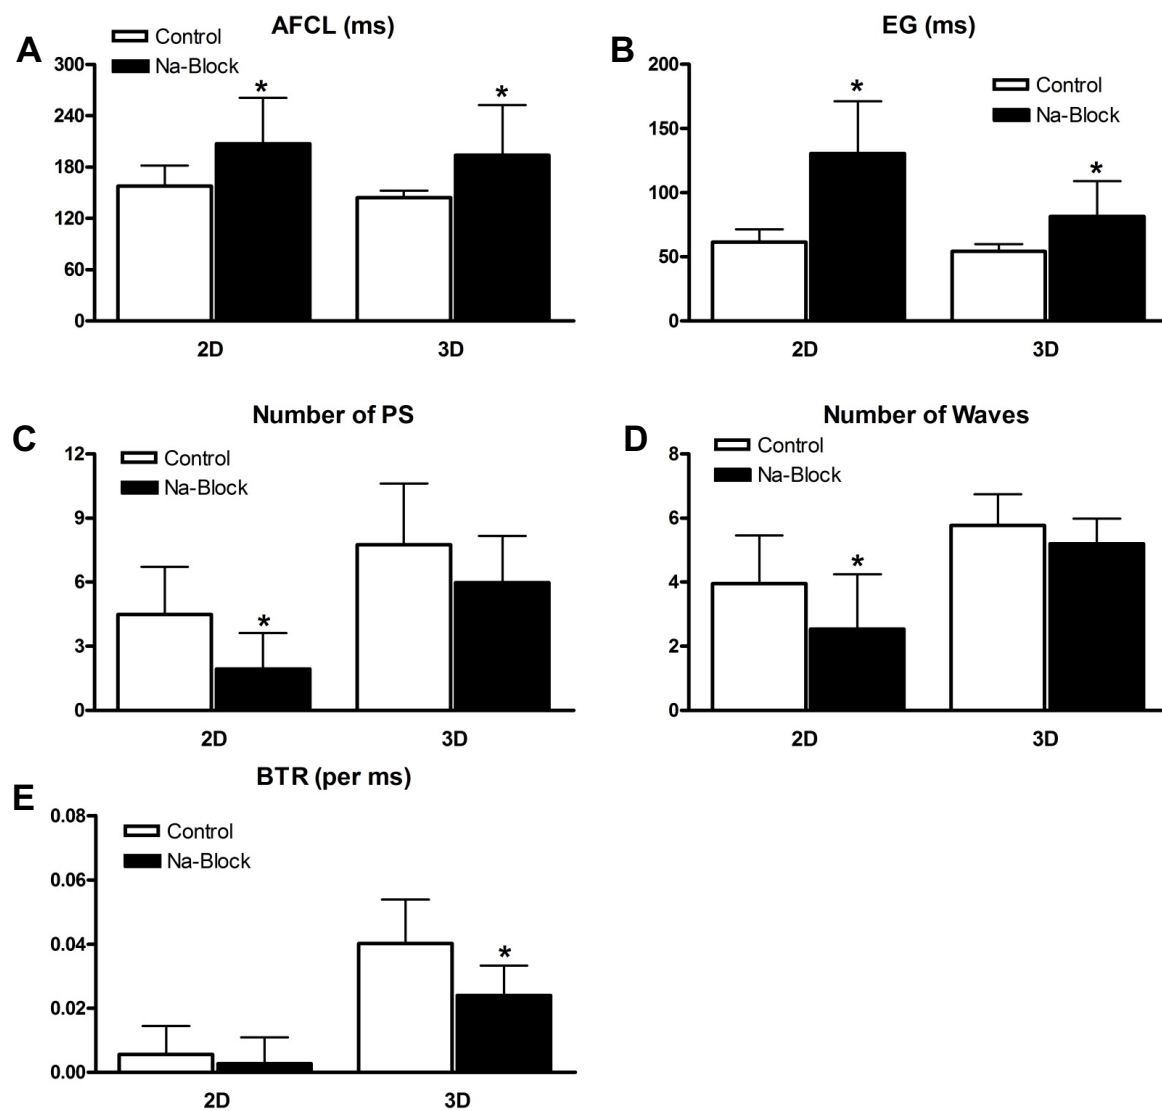 A
AFCL (ms)
Control
Na-Block
300
240
180
120
60
0
*
*
2D
3D
B
EG (ms)
Control
Na-Block
200
150
100
50
0
*
*
2D
3D
C
Number of PS
Control
Na-Block
12
9
6
3
0
*
2D
3D
D
Number of Waves
Control
Na-Block
8
6
4
2
0
*
2D
3D
E
BTR (per ms)
Control
Na-Block
0.08
0.06
0.04
0.02
0.00
*
2D
3D